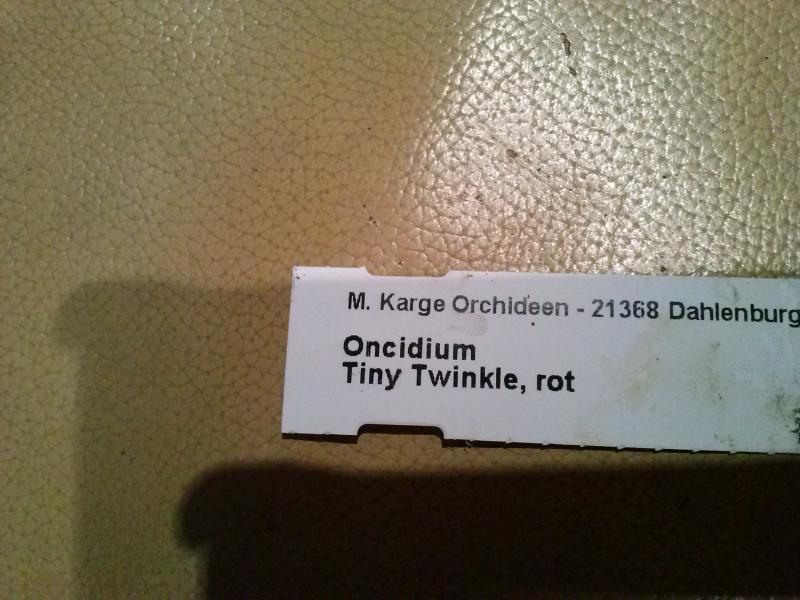 M. Karge Orchideen - 21368 Dahlenburg
Oncidium
Tiny Twinkle, rot